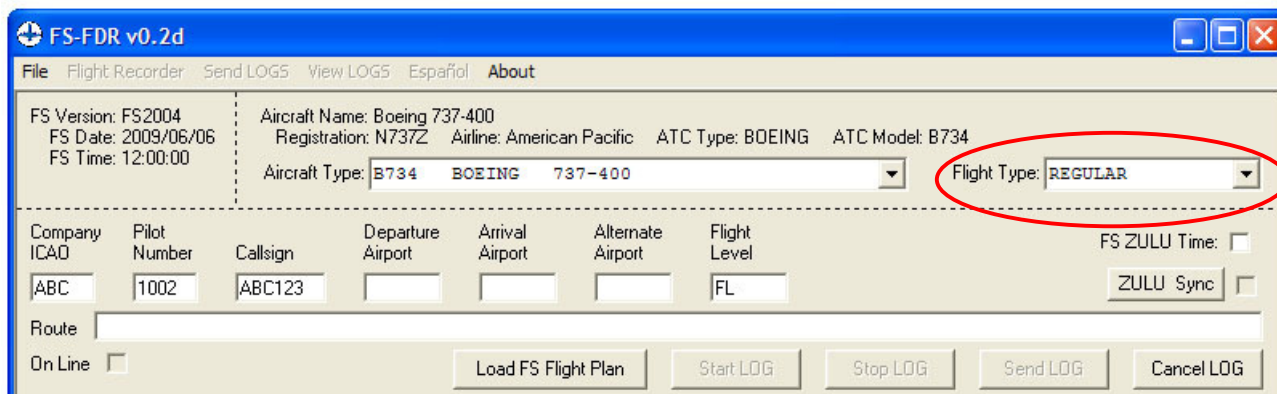 FS-FDR v0.2d
File Flight Recorder Send LOGS View LOGS Español About
FS Version: FS2004
FS Date: 2009/06/06
FS Time: 12:00:00
Aircraft Name: Boeing 737-400
Registration: N737Z Airline: American Pacific ATC Type: BOEING ATC Model: B734
Aircraft Type: B734 BOEING 737-400
Flight Type: REGULAR
Company ICAO
Pilot Number
Callsign
Departure Airport
Arrival Airport
Alternate Airport
Flight Level
FS ZULU Time:
ABC 1002 ABC123 FL
ZULU Sync
Route
On Line
Load FS Flight Plan Start LOG Stop LOG Send LOG Cancel LOG